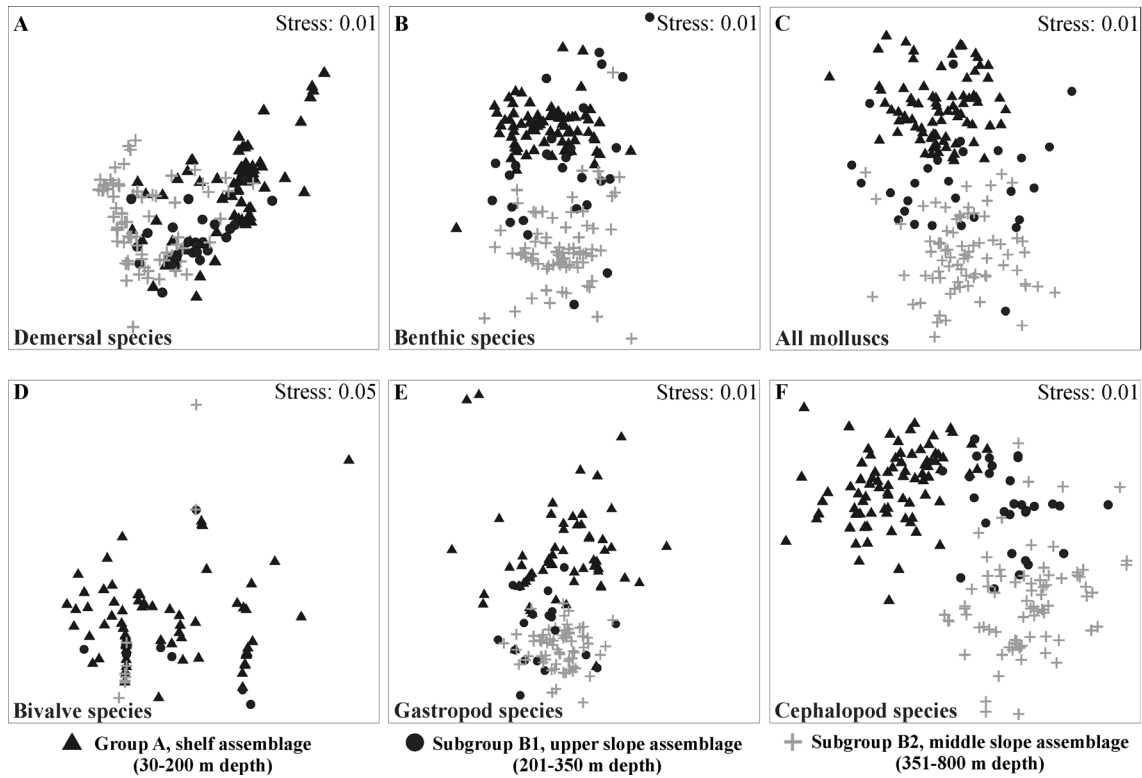 A Stress: 0.01
B Stress: 0.01
C Stress: 0.01
Demersal species
Benthic species
All molluscs
D Stress: 0.05
E Stress: 0.01
F Stress: 0.01
Bivalve species
Gastropod species
Cephalopod species
Group A, shelf assemblage
(30-200 m depth)
Subgroup B1, upper slope assemblage
(201-350 m depth)
Subgroup B2, middle slope assemblage
(351-800 m depth)